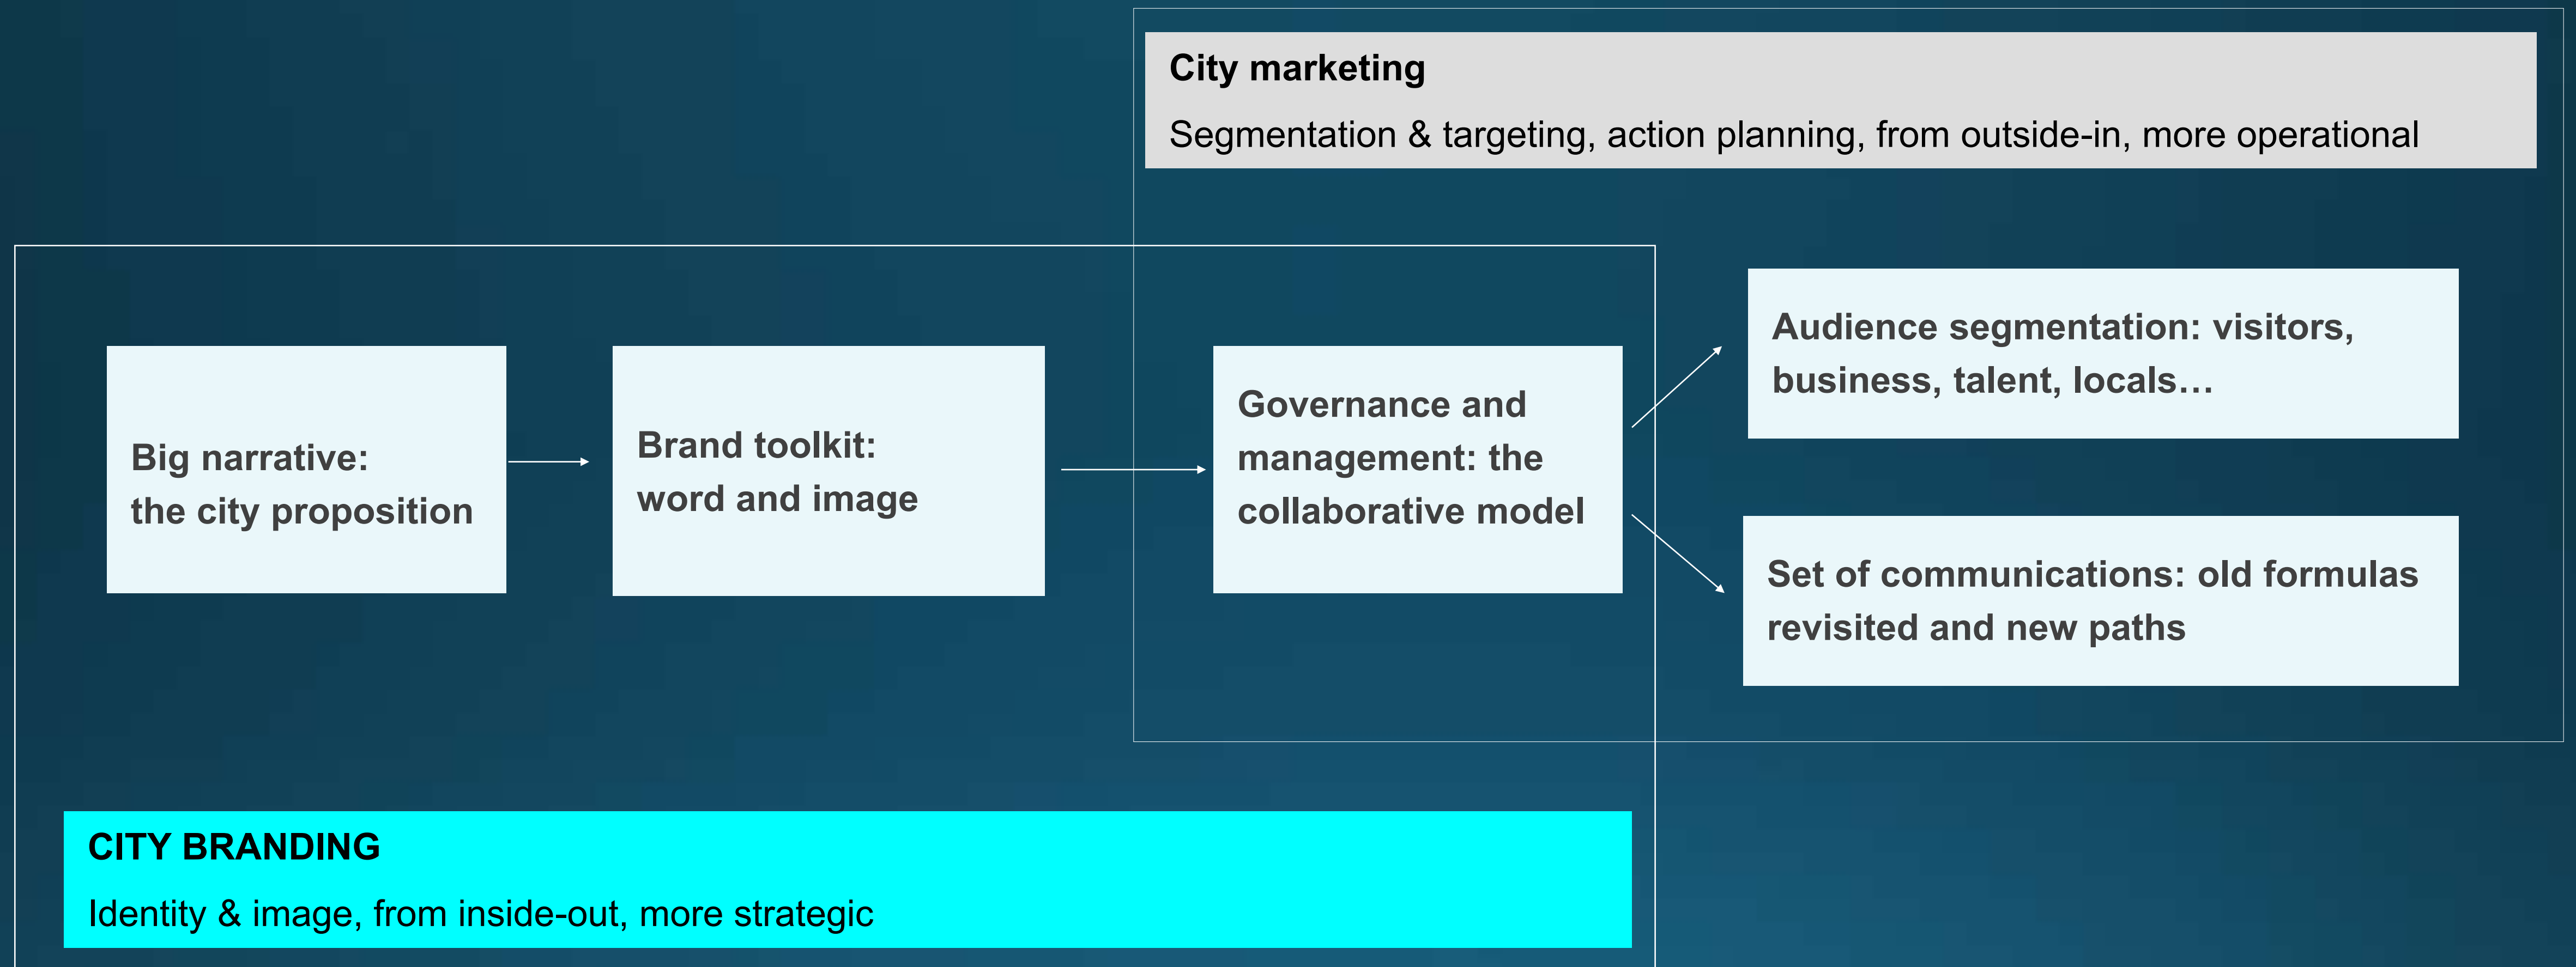 City marketing
Segmentation & targeting, action planning, from outside-in, more operational
Big narrative:
the city proposition
Brand toolkit:
word and image
Governance and
management: the
collaborative model
Audience segmentation: visitors,
business, talent, locals…
Set of communications: old formulas
revisited and new paths
CITY BRANDING
Identity & image, from inside-out, more strategic